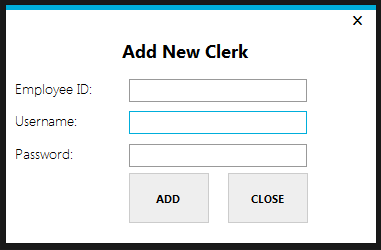 Add New Clerk
Employee ID:
Username:
Password:
ADD CLOSE